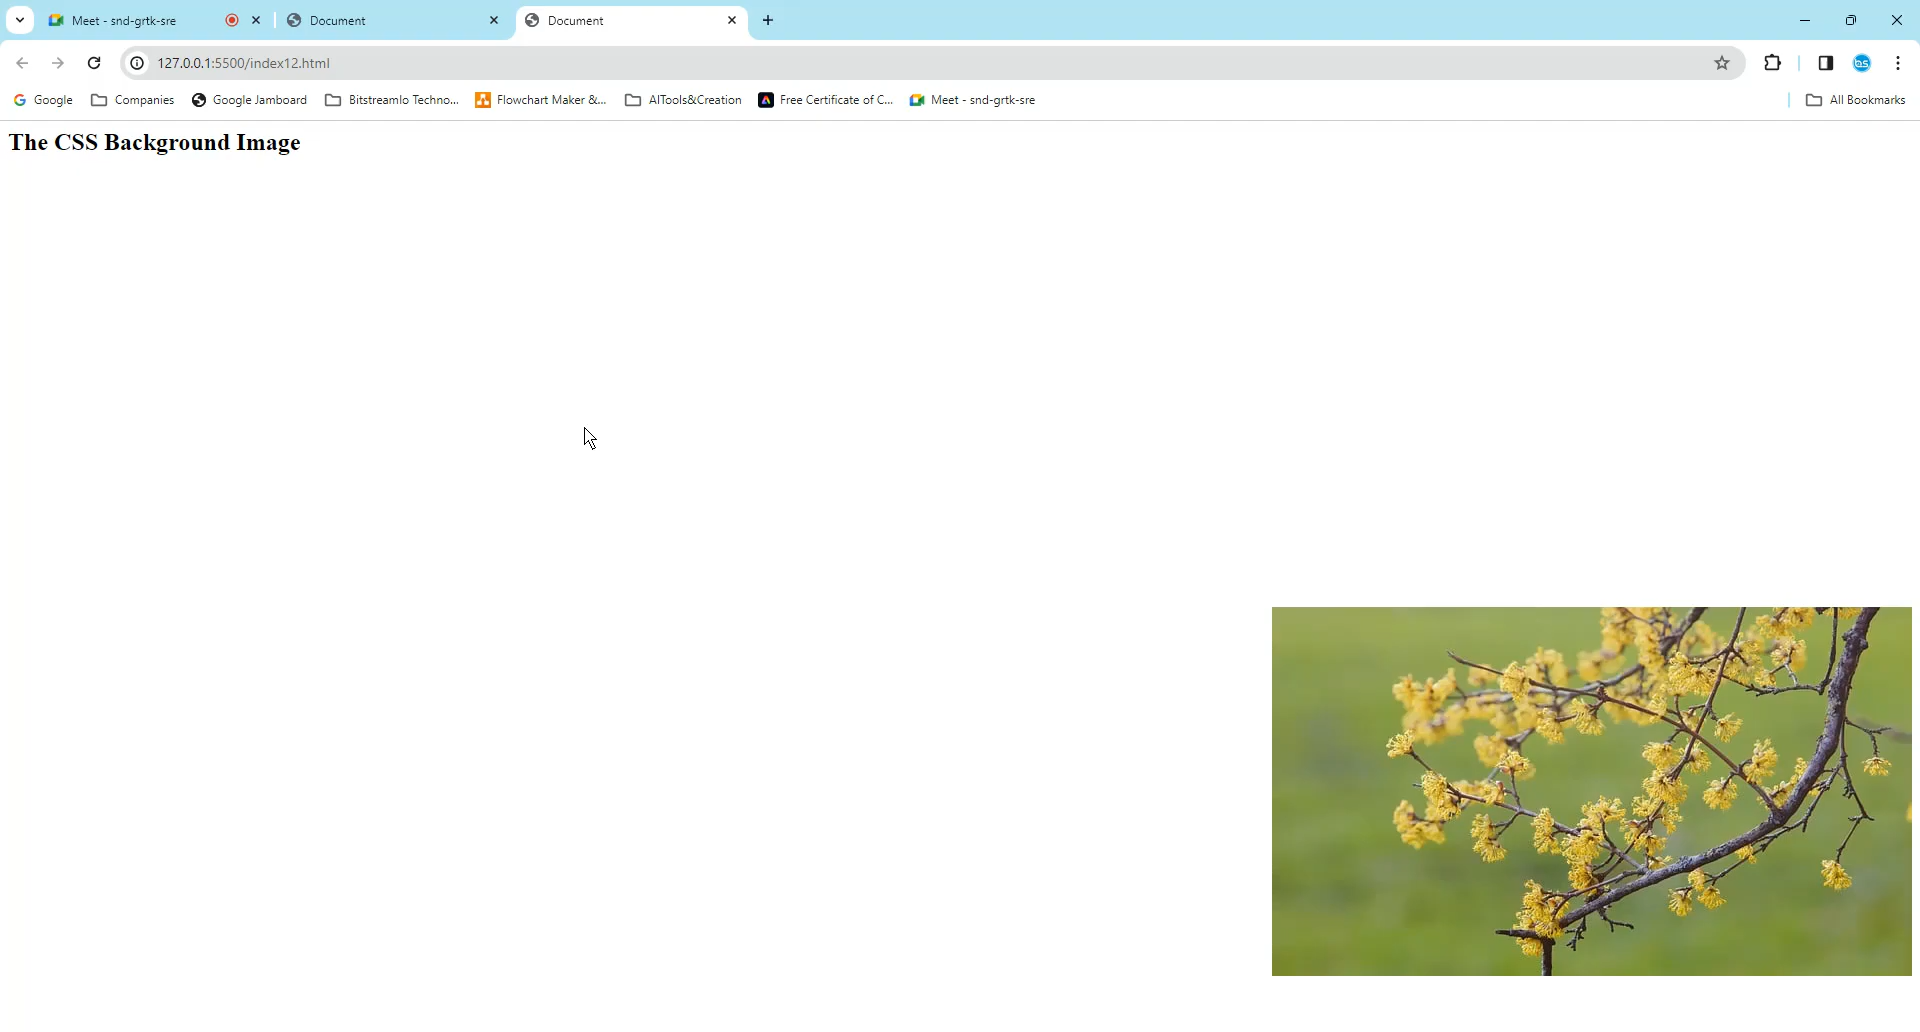 Meet - snd-grtk-sre
Document
Document
127.0.0.1:5500/index12.html
Google
Companies
Google Jamboard
Bitstreamlo Techno...
Flowchart Maker &...
AITools&Creation
Free Certificate of C...
Meet - snd-grtk-sre
All Bookmarks
The CSS Background Image